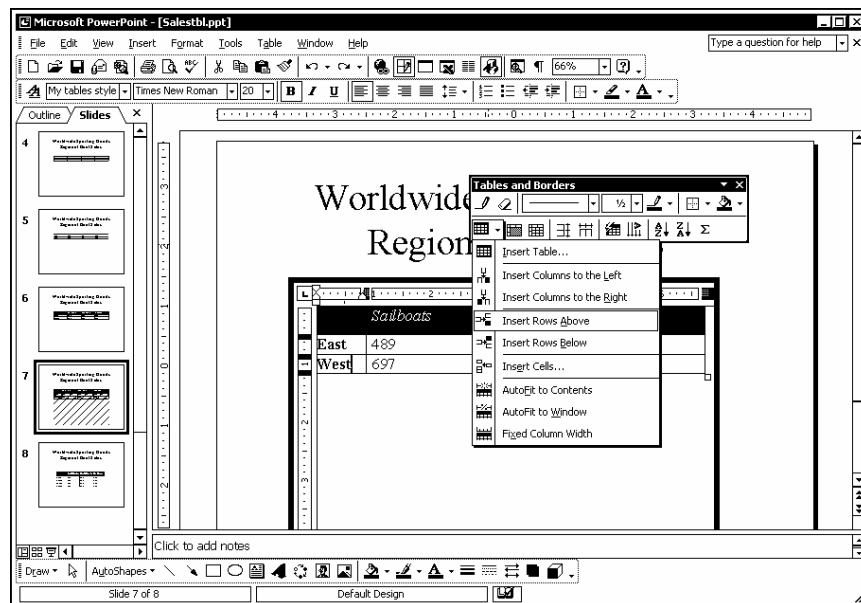 Microsoft PowerPoint - [Salestbl.ppt]
File Edit View Insert Format Tools Table Window Help
Type a question for help
66%
My tables style Times New Roman 20 B I U
Outline Slides
4
5
6
7
8
Worldwide
Region
Tables and Borders
½
Insert Table...
Insert Columns to the Left
Insert Columns to the Right
Insert Rows Above
Insert Rows Below
Insert Cells...
AutoFit to Contents
AutoFit to Window
Fixed Column Width
Sailboats
East 489
West 697
Click to add notes
Draw AutoShapes
Slide 7 of 8 Default Design